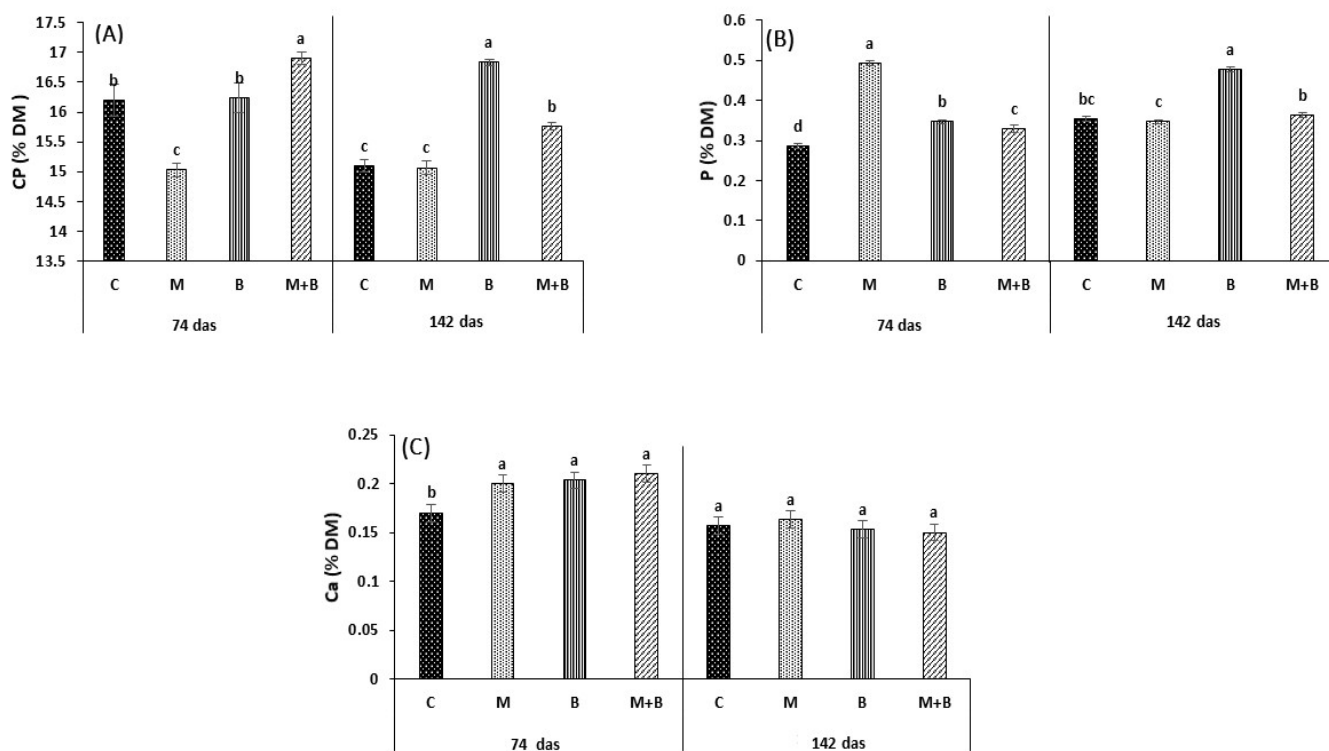 (A)
CP (% DM )
17.5
17
16.5
16
15.5
15
14.5
14
13.5
b c b a c c a b
C M B M+B C M B M+B
74 das 142 das
(B)
P (% DM)
0.6
0.5
0.4
0.3
0.2
0.1
0
d a b c bc c a b
C M B M+B C M B M+B
74 das 142 das
(C)
Ca (% DM)
0.25
0.2
0.15
0.1
0.05
0
b a a a a a a a
C M B M+B C M B M+B
74 das 142 das